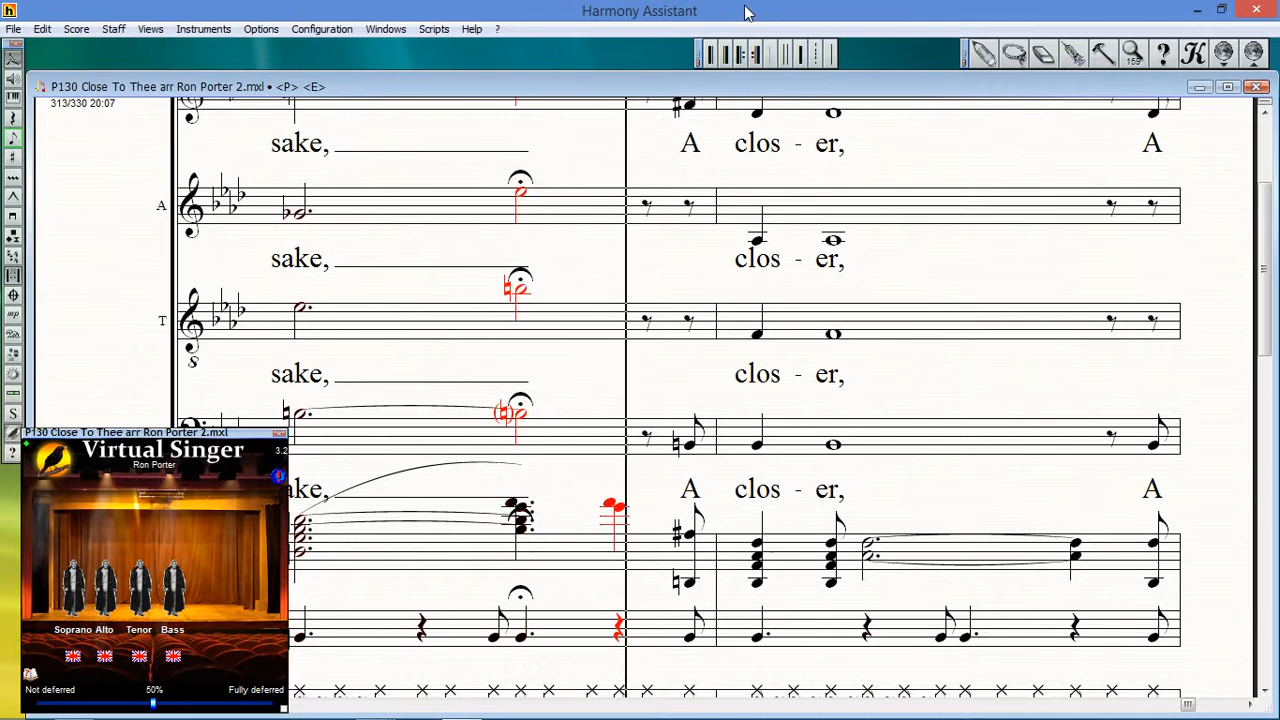 Harmony Assistant
File Edit Score Staff Views Instruments Options Configuration Windows Scripts Help ?
P130 Close To Thee arr Ron Porter 2.mxl • <P> <E>
313/330 20:07
sake, A clos - er, A
A
sake, clos - er,
T
8
sake, clos - er,
ake, A clos - er, A
P130 Close To Thee arr Ron Porter 2.mxl
Virtual Singer 3.2
Ron Porter
Soprano Alto Tenor Bass
Not deferred 50% Fully deferred